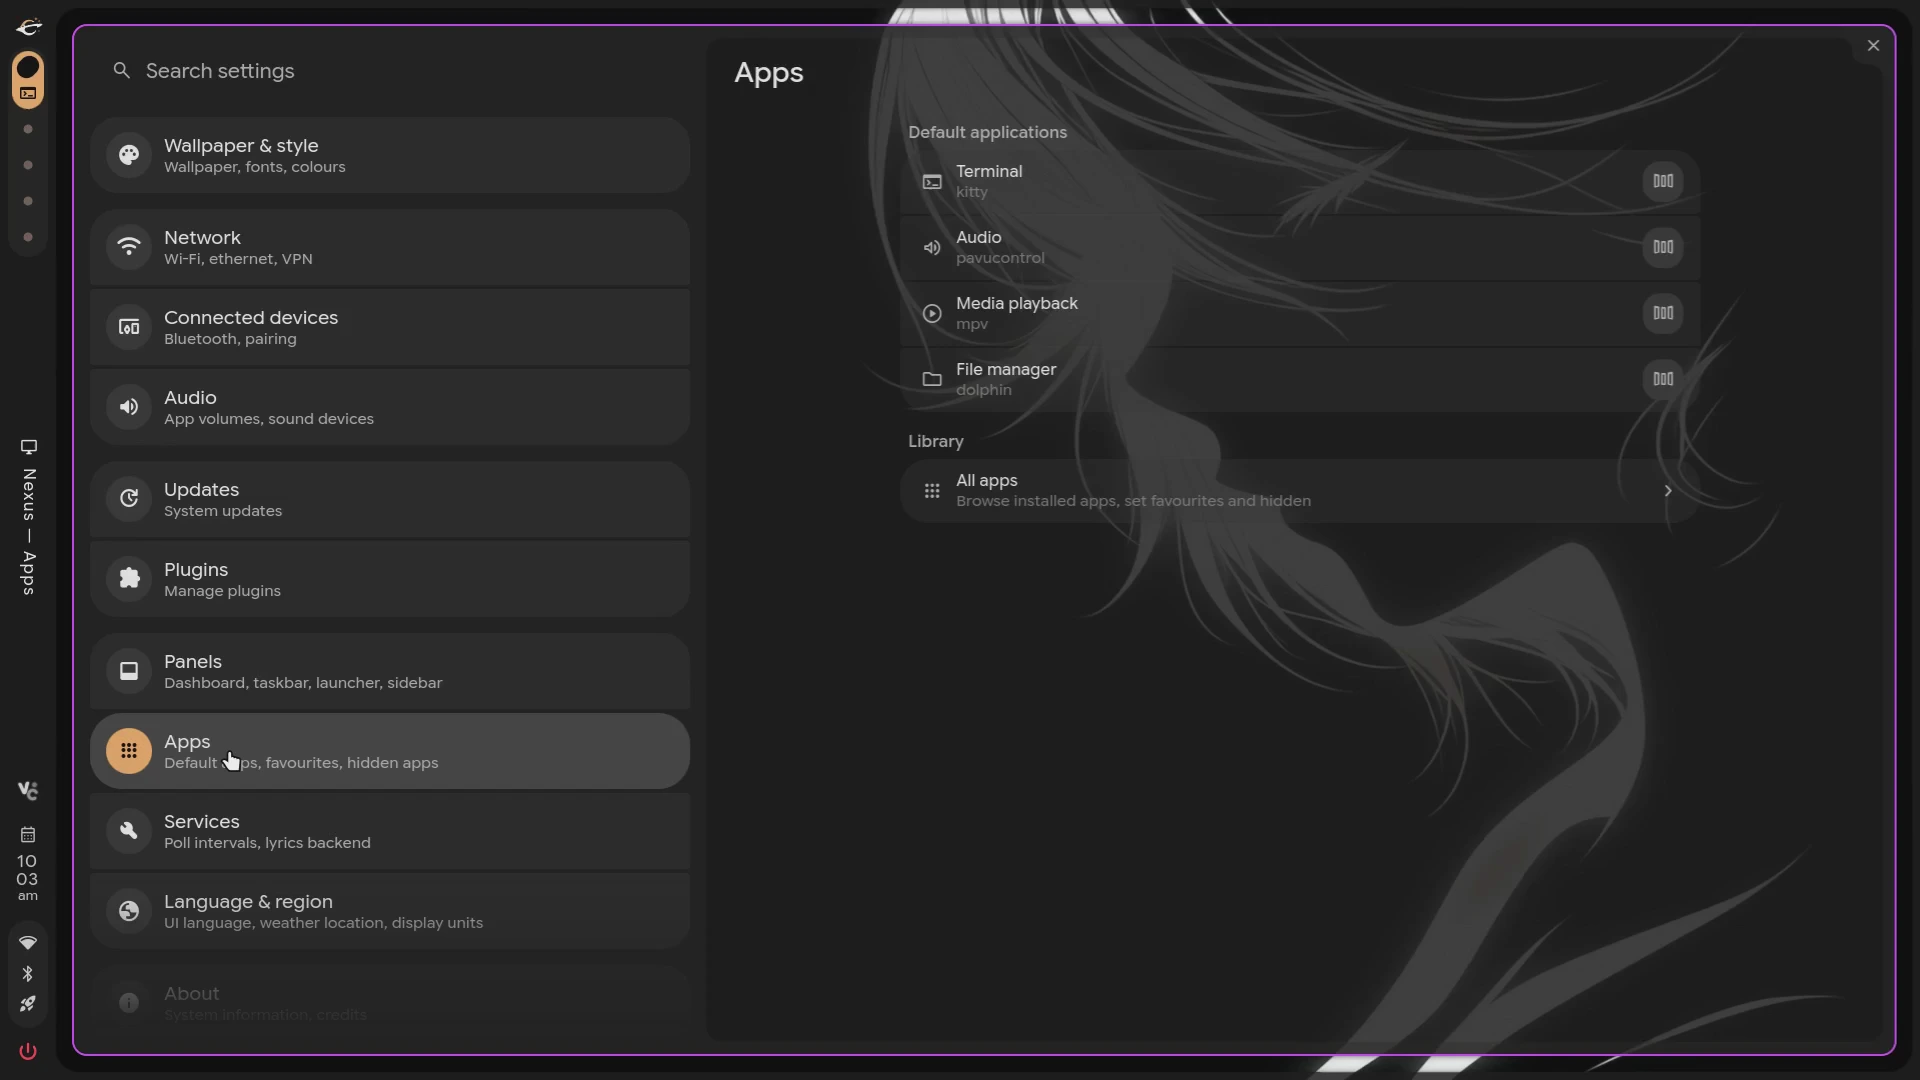 Search settings
Wallpaper & style
Wallpaper, fonts, colours
Network
Wi-Fi, ethernet, VPN
Connected devices
Bluetooth, pairing
Audio
App volumes, sound devices
Updates
System updates
Plugins
Manage plugins
Panels
Dashboard, taskbar, launcher, sidebar
Apps
Default apps, favourites, hidden apps
Services
Poll intervals, lyrics backend
Language & region
UI language, weather location, display units
About
System information, credits
Apps
Default applications
Terminal
kitty
Audio
pavucontrol
Media playback
mpv
File manager
dolphin
Library
All apps
Browse installed apps, set favourites and hidden
Nexus — Apps
10
03
am